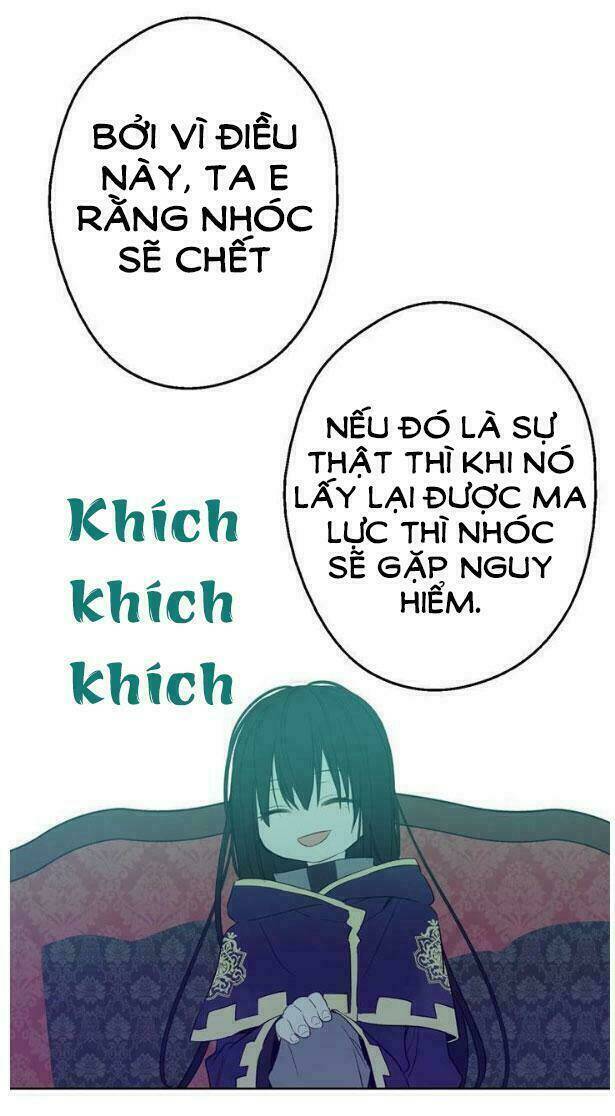 BỞI VÌ ĐIỀU
NÀY, TA E
RẰNG NHÓC
SẼ CHẾT
NẾU ĐÓ LÀ SỰ
THẬT THÌ KHI NÓ
LẤY LẠI ĐƯỢC MA
LỰC THÌ NHÓC
SẼ GẶP NGUY
HIỂM.
Khích
khích
khích